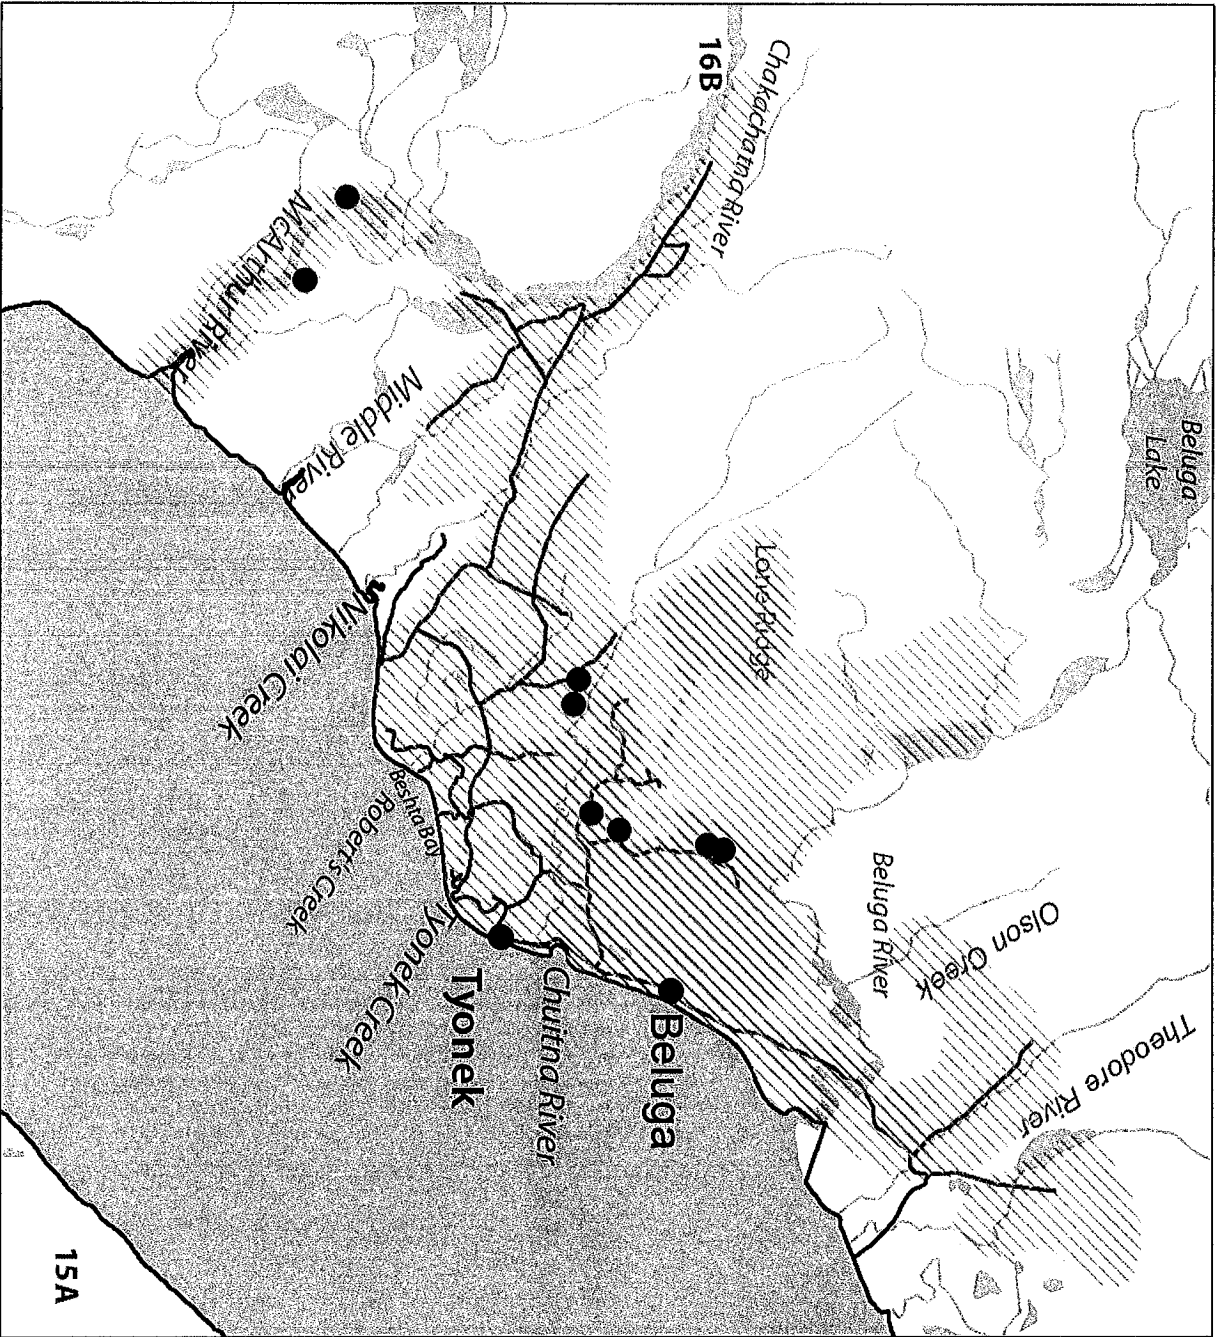 Beluga
Lake
16B
Chakachatna River
Lone Ridge
McArthur River
Middle River
Nikolai Creek
Beshta Bay
Robert's Creek
Tyonek Creek
Tyonek
Chuitna River
Beluga
Beluga River
Olson Creek
Theodore River
15A